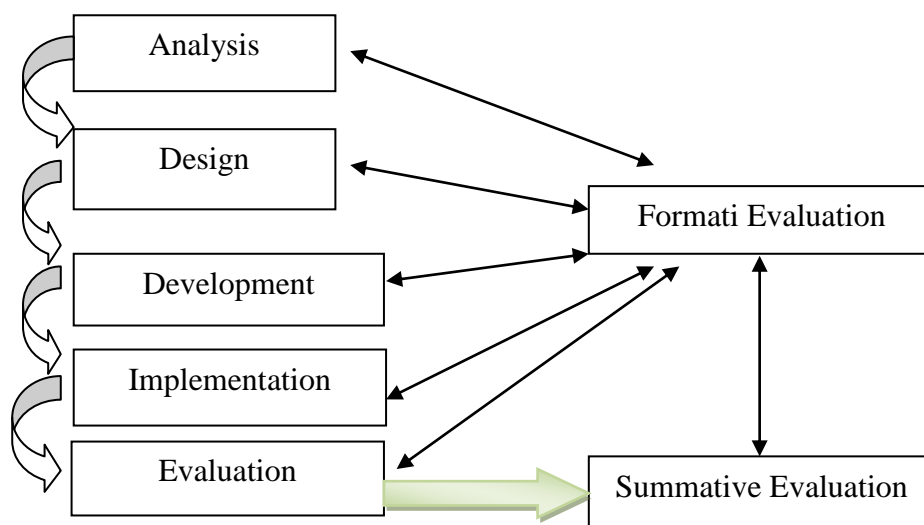 Analysis
Design
Formati Evaluation
Development
Implementation
Evaluation
Summative Evaluation